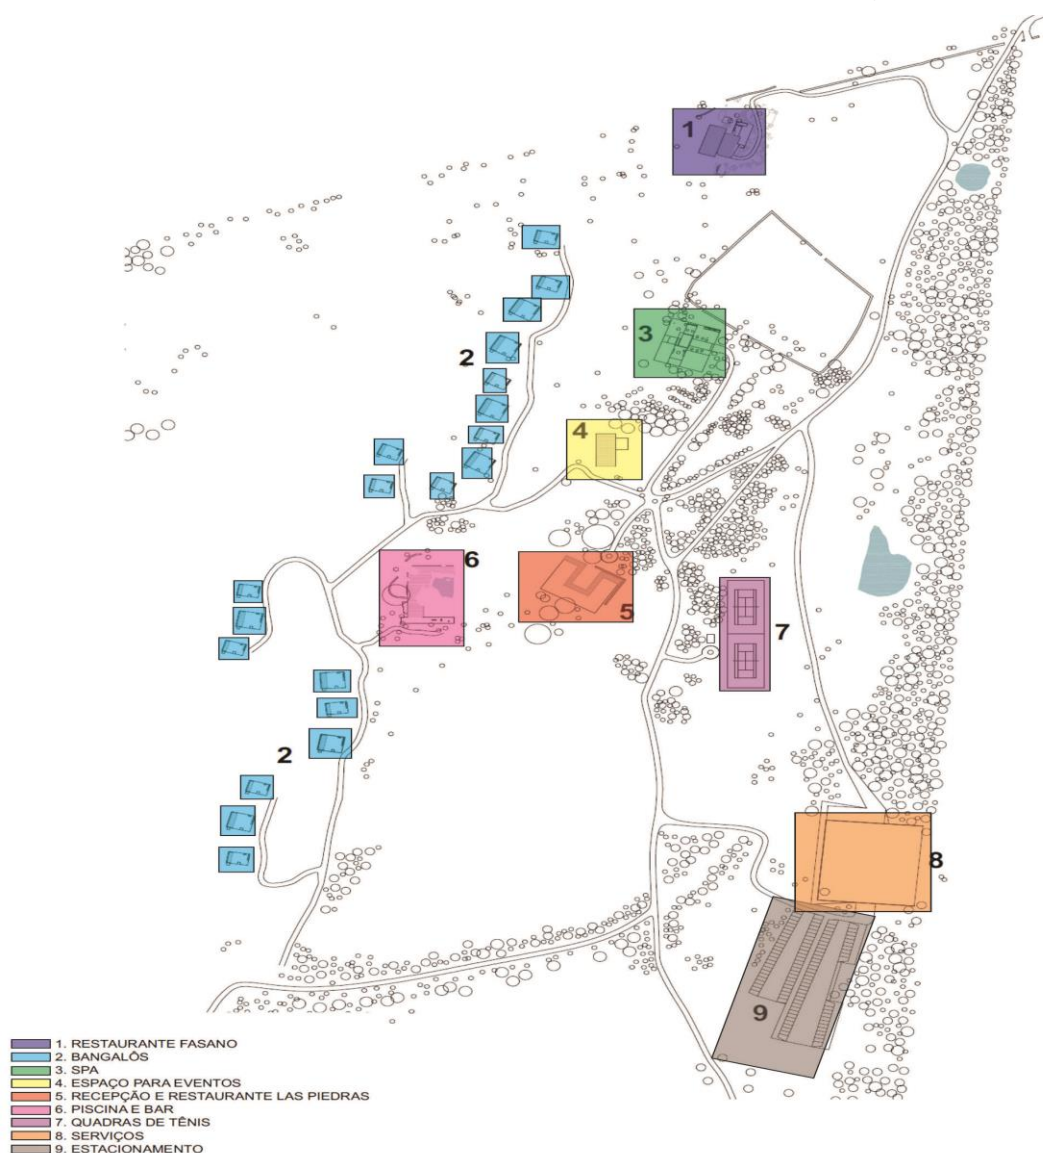 1
3
2
4
6
5
7
2
8
9
1. RESTAURANTE FASANO
2. BANGALÔS
3. SPA
4. ESPAÇO PARA EVENTOS
5. RECEPÇÃO E RESTAURANTE LAS PIEDRAS
6. PISCINA E BAR
7. QUADRAS DE TÊNIS
8. SERVIÇOS
9. ESTACIONAMENTO